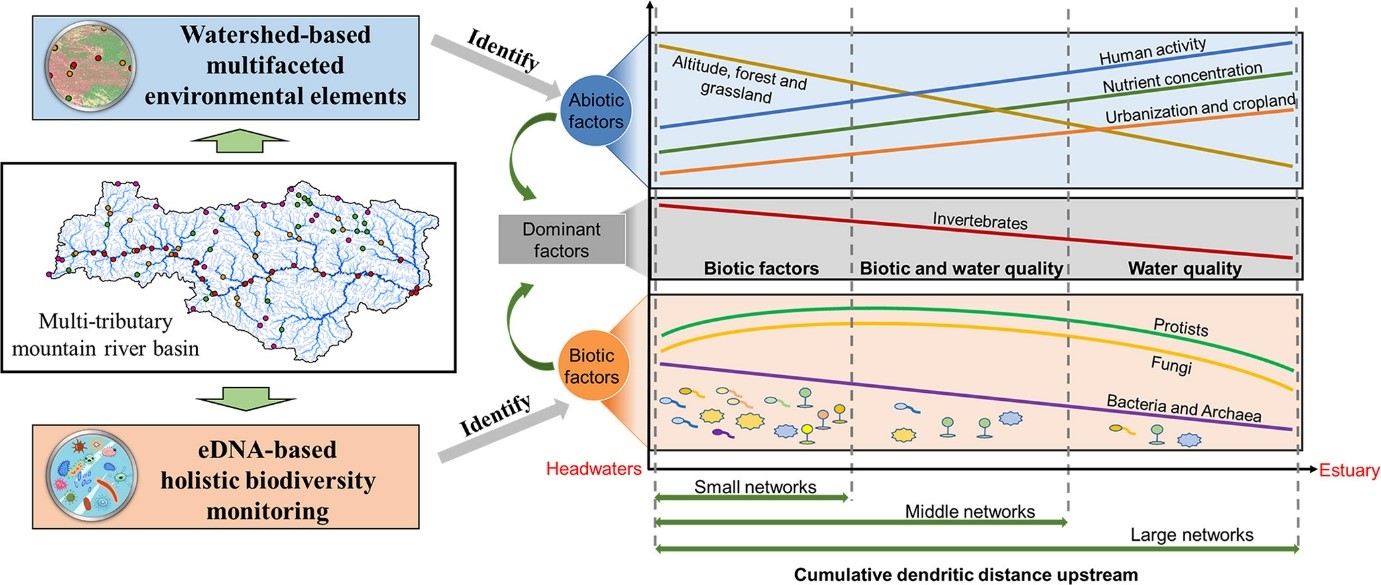 Watershed-based
multifaceted
environmental elements
Multi-tributary
mountain river basin
eDNA-based
holistic biodiversity
monitoring
Identify
Identify
Abiotic
factors
Dominant
factors
Biotic
factors
Altitude, forest and
grassland
Human activity
Nutrient concentration
Urbanization and cropland
Invertebrates
Biotic factors
Biotic and water quality
Water quality
Protists
Fungi
Bacteria and Archaea
Headwaters
Estuary
Small networks
Middle networks
Large networks
Cumulative dendritic distance upstream